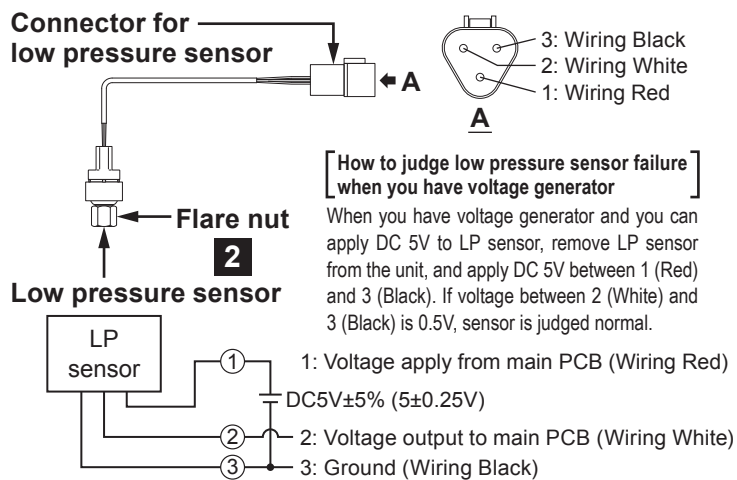 Connector for
low pressure sensor
A
3: Wiring Black
2: Wiring White
1: Wiring Red
A
How to judge low pressure sensor failure
when you have voltage generator
When you have voltage generator and you can
apply DC 5V to LP sensor, remove LP sensor
from the unit, and apply DC 5V between 1 (Red)
and 3 (Black). If voltage between 2 (White) and
3 (Black) is 0.5V, sensor is judged normal.
Flare nut
2
Low pressure sensor
LP
sensor
1
1: Voltage apply from main PCB (Wiring Red)
DC5V±5% (5±0.25V)
2
2: Voltage output to main PCB (Wiring White)
3
3: Ground (Wiring Black)